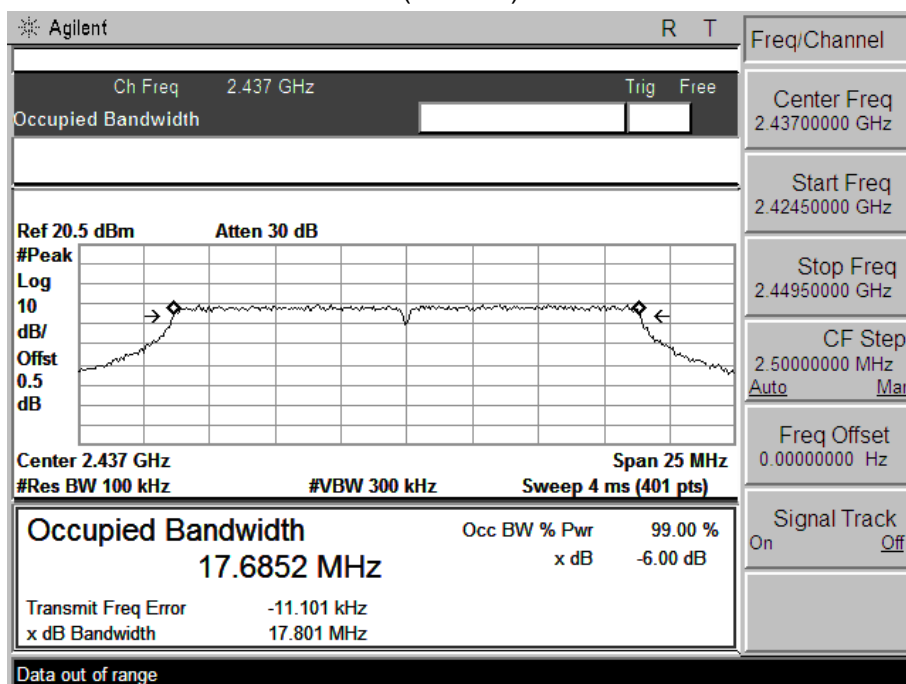 Agilent R T
Ch Freq 2.437 GHz Trig Free
Occupied Bandwidth
Ref 20.5 dBm Atten 30 dB
#Peak
Log
10
dB/
Offst
0.5
dB
Center 2.437 GHz Span 25 MHz
#Res BW 100 kHz #VBW 300 kHz Sweep 4 ms (401 pts)
Occupied Bandwidth
17.6852 MHz
Occ BW % Pwr 99.00 %
x dB -6.00 dB
Transmit Freq Error -11.101 kHz
x dB Bandwidth 17.801 MHz
Data out of range
Freq/Channel
Center Freq
2.43700000 GHz
Start Freq
2.42450000 GHz
Stop Freq
2.44950000 GHz
CF Step
2.50000000 MHz
Auto Man
Freq Offset
0.00000000 Hz
Signal Track
On Off